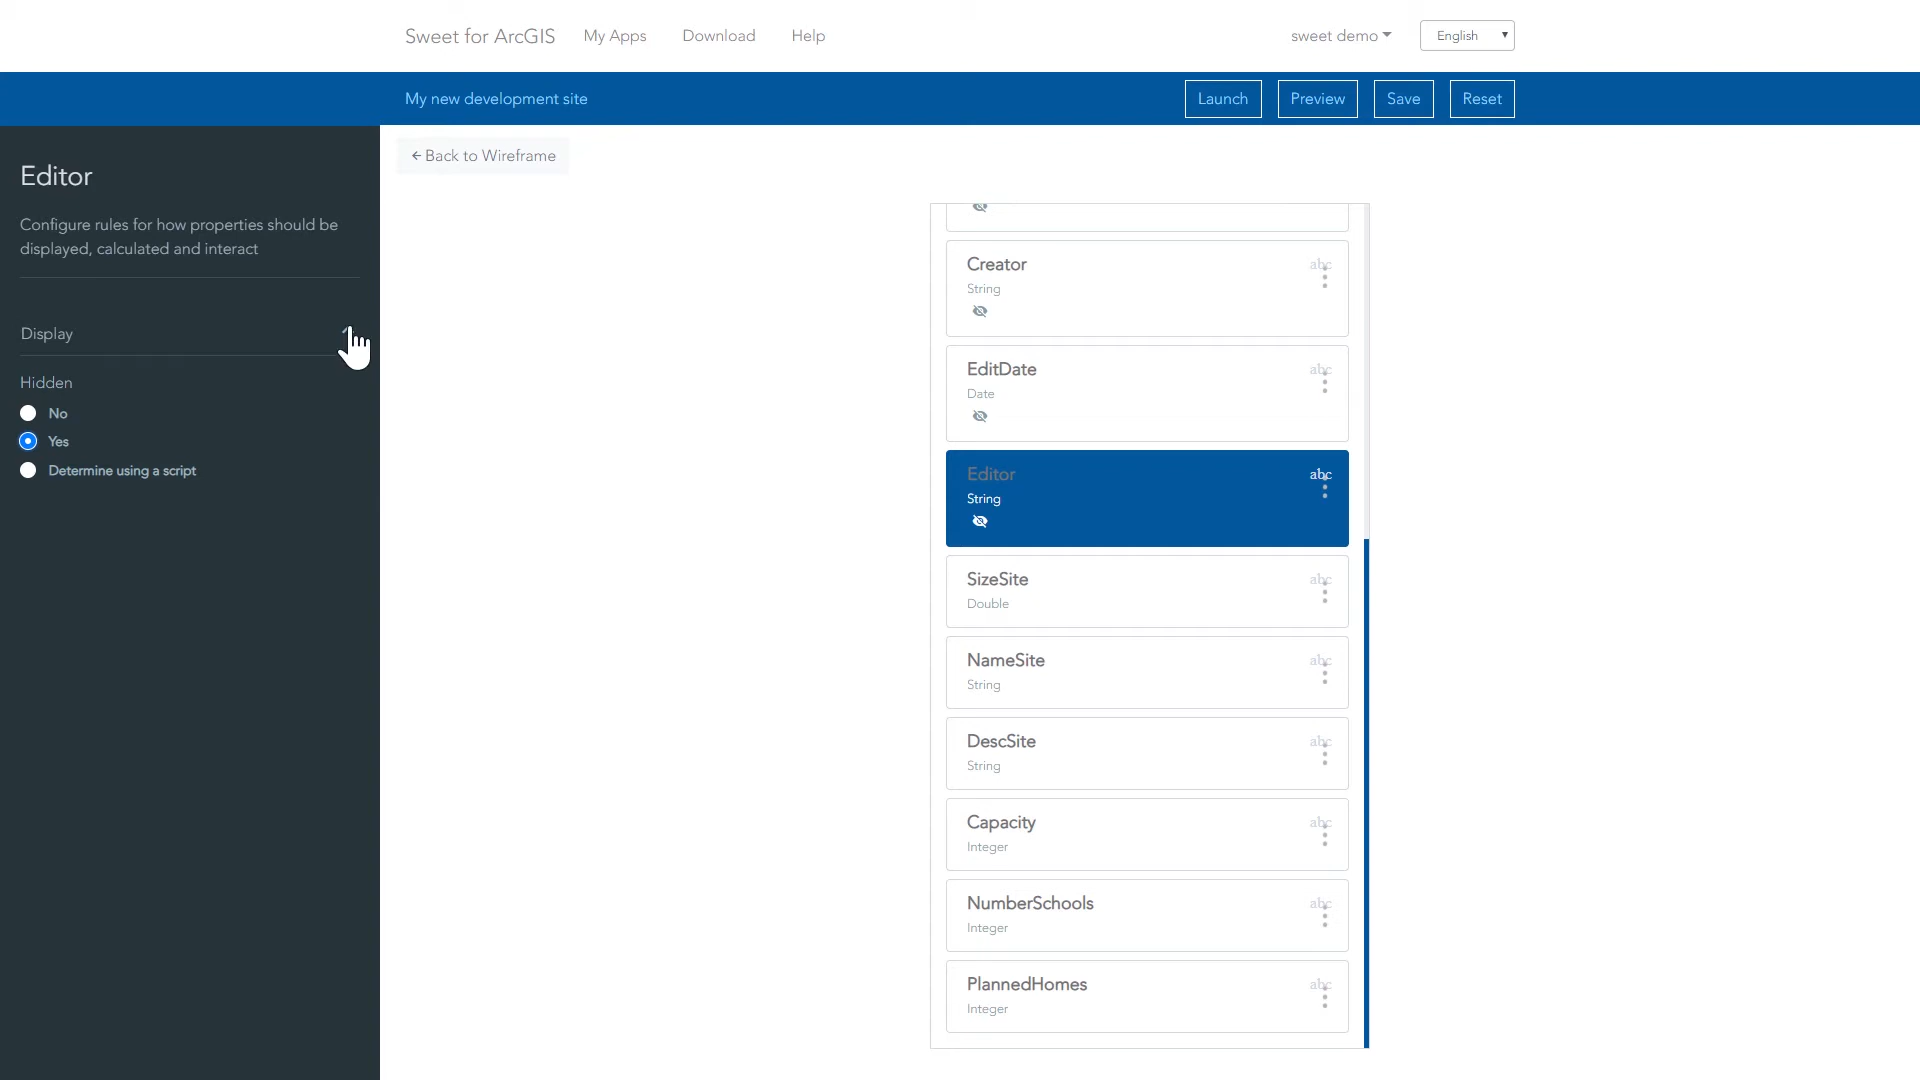 Sweet for ArcGIS My Apps Download Help sweet demo English
My new development site Launch Preview Save Reset
Editor
Configure rules for how properties should be
displayed, calculated and interact
Display
Hidden
No
Yes
Determine using a script
Back to Wireframe
Creator abc
String
EditDate abc
Date
Editor abc
String
SizeSite abc
Double
NameSite abc
String
DescSite abc
String
Capacity abc
Integer
NumberSchools abc
Integer
PlannedHomes abc
Integer